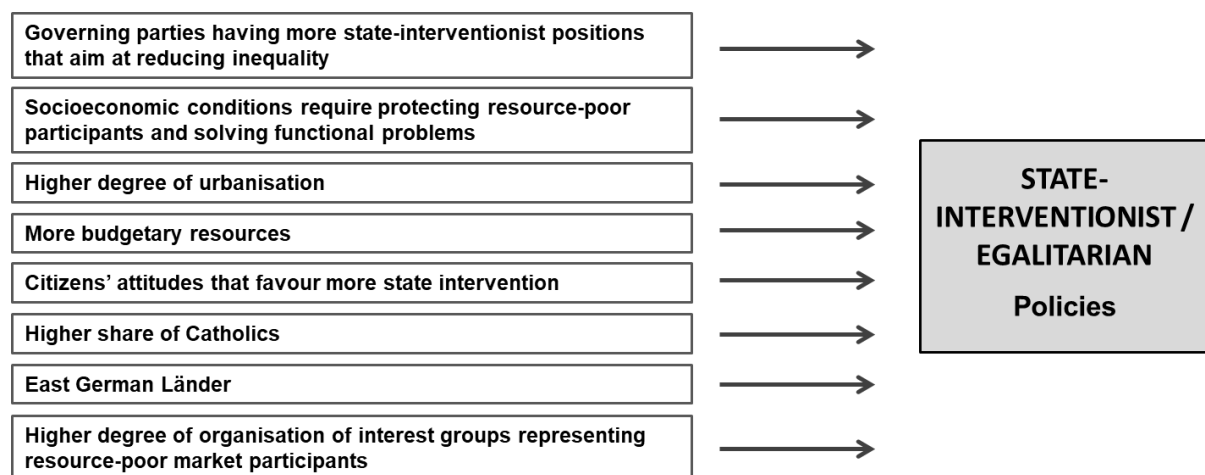 Governing parties having more state-interventionist positions
that aim at reducing inequality
Socioeconomic conditions require protecting resource-poor
participants and solving functional problems
Higher degree of urbanisation
More budgetary resources
Citizens’ attitudes that favour more state intervention
Higher share of Catholics
East German Länder
Higher degree of organisation of interest groups representing
resource-poor market participants
STATE-
INTERVENTIONIST /
EGALITARIAN
Policies